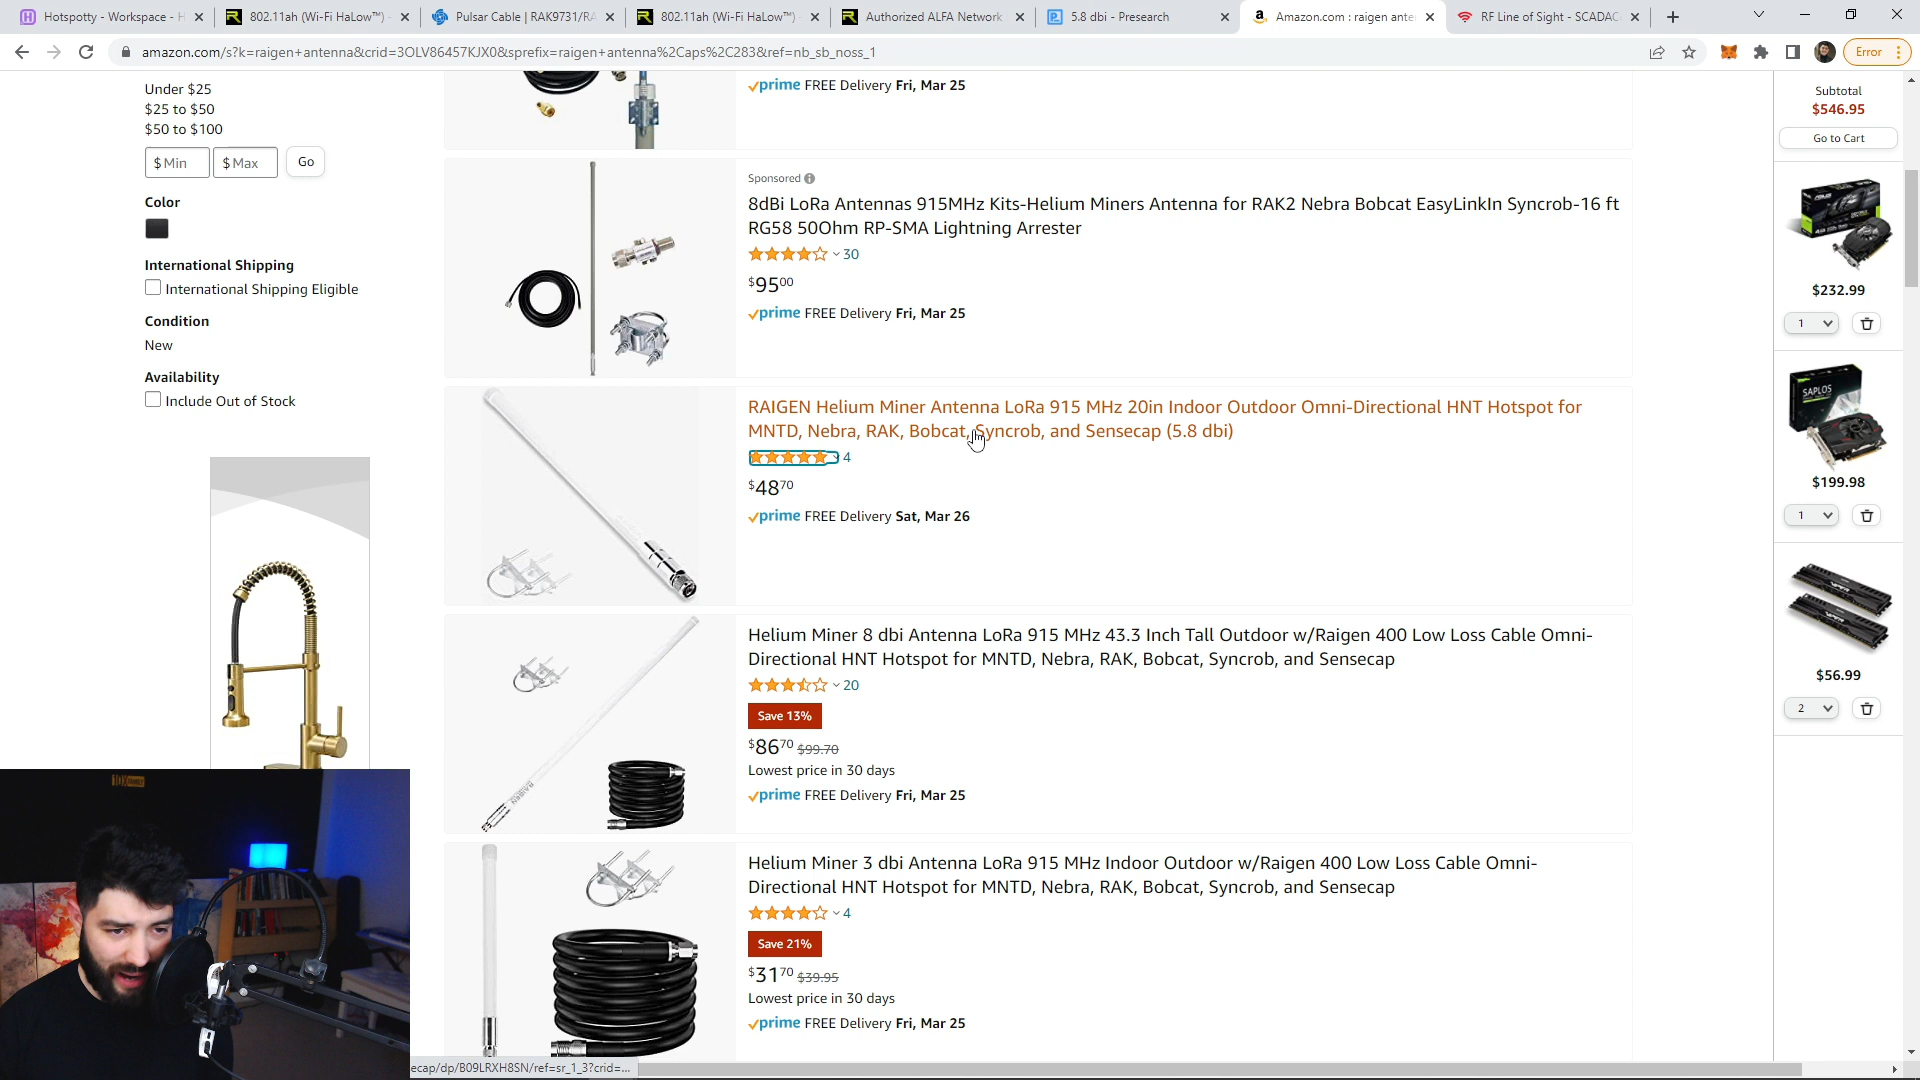 Hotspotty - Workspace - H
802.11ah (Wi-Fi HaLow™) -
Pulsar Cable | RAK9731/RA
802.11ah (Wi-Fi HaLow™) -
Authorized ALFA Network
5.8 dbi - Presearch
Amazon.com : raigen ante
RF Line of Sight - SCADAC
amazon.com/s?k=raigen+antenna&crid=3OLV86457KJX0&sprefix=raigen+antenna%2Caps%2C283&ref=nb_sb_noss_1
Error
Under $25
$25 to $50
$50 to $100
$ Min
$ Max
Go
Color
International Shipping
International Shipping Eligible
Condition
New
Availability
Include Out of Stock
prime FREE Delivery Fri, Mar 25
Sponsored
8dBi LoRa Antennas 915MHz Kits-Helium Miners Antenna for RAK2 Nebra Bobcat EasyLinkIn Syncrob-16 ft
RG58 50Ohm RP-SMA Lightning Arrester
30
$9500
prime FREE Delivery Fri, Mar 25
RAIGEN Helium Miner Antenna LoRa 915 MHz 20in Indoor Outdoor Omni-Directional HNT Hotspot for
MNTD, Nebra, RAK, Bobcat, Syncrob, and Sensecap (5.8 dbi)
4
$4870
prime FREE Delivery Sat, Mar 26
Helium Miner 8 dbi Antenna LoRa 915 MHz 43.3 Inch Tall Outdoor w/Raigen 400 Low Loss Cable Omni-
Directional HNT Hotspot for MNTD, Nebra, RAK, Bobcat, Syncrob, and Sensecap
20
Save 13%
$8670 $99.70
Lowest price in 30 days
prime FREE Delivery Fri, Mar 25
RAIGEN
Helium Miner 3 dbi Antenna LoRa 915 MHz Indoor Outdoor w/Raigen 400 Low Loss Cable Omni-
Directional HNT Hotspot for MNTD, Nebra, RAK, Bobcat, Syncrob, and Sensecap
4
Save 21%
$3170 $39.95
Lowest price in 30 days
prime FREE Delivery Fri, Mar 25
Subtotal
$546.95
Go to Cart
$232.99
1
SAPLOS
$199.98
1
$56.99
2
ecap/dp/B09LRXH8SN/ref=sr_1_3?crid=...